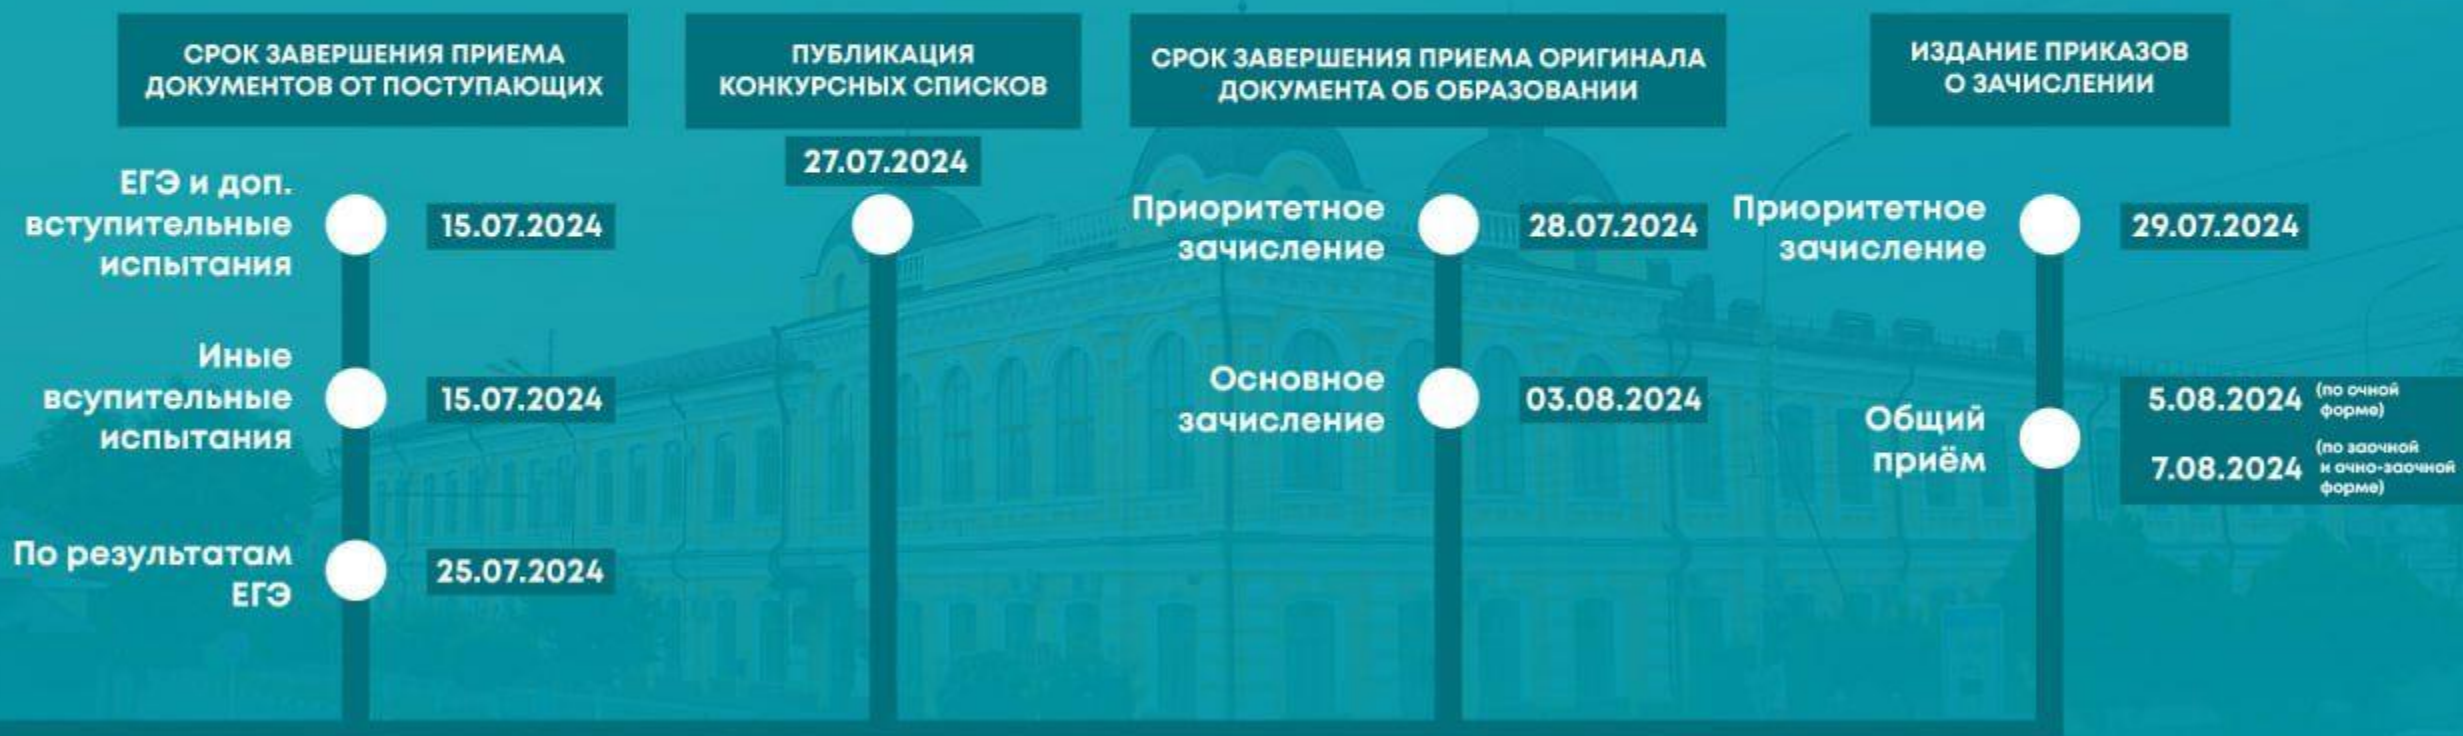 СРОК ЗАВЕРШЕНИЯ ПРИЕМА
ДОКУМЕНТОВ ОТ ПОСТУПАЮЩИХ
ЕГЭ и доп.
вступительные
испытания
15.07.2024
Иные
всупительные
испытания
15.07.2024
По результатам
ЕГЭ
25.07.2024
ПУБЛИКАЦИЯ
КОНКУРСНЫХ СПИСКОВ
27.07.2024
СРОК ЗАВЕРШЕНИЯ ПРИЕМА ОРИГИНАЛА
ДОКУМЕНТА ОБ ОБРАЗОВАНИИ
Приоритетное
зачисление
28.07.2024
Основное
зачисление
03.08.2024
ИЗДАНИЕ ПРИКАЗОВ
О ЗАЧИСЛЕНИИ
Приоритетное
зачисление
29.07.2024
Общий
приём
5.08.2024 (по очной
форме)
7.08.2024 (по заочной
и очно-заочной
форме)